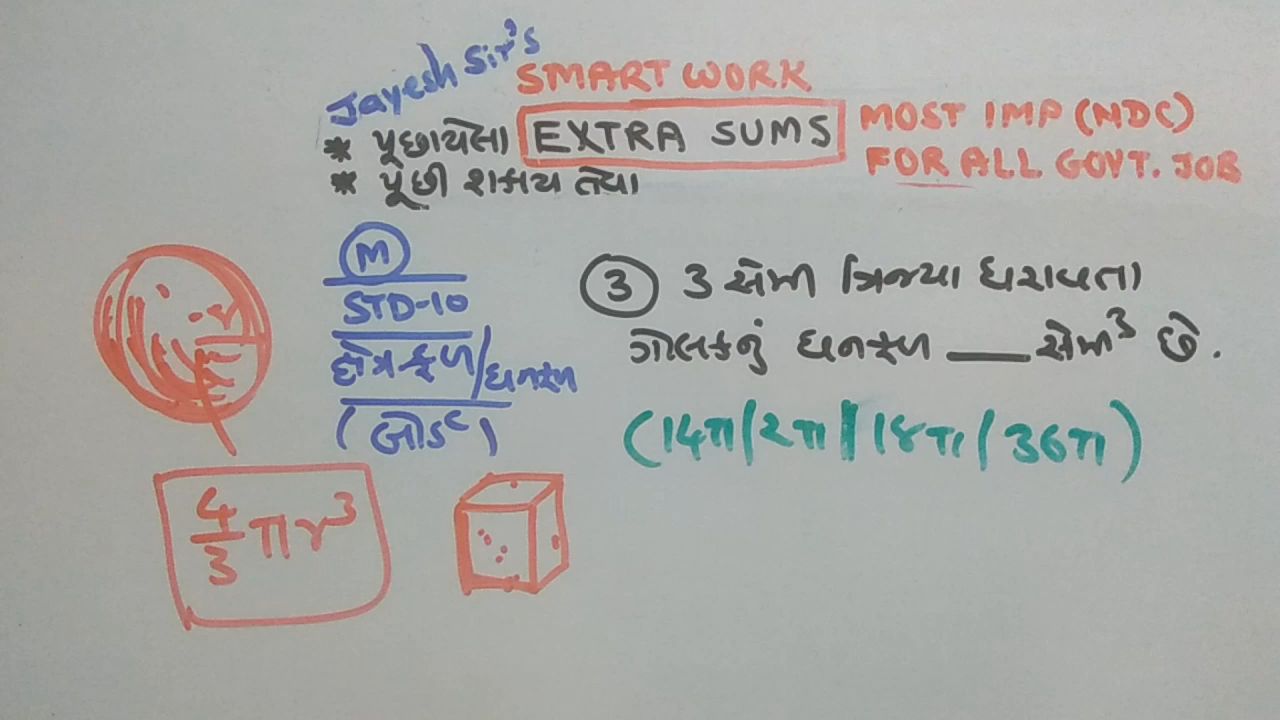 Jayesh Sir's
SMART WORK
* પૂછાયેલા EXTRA SUMS
* પૂછી શકાય તેવા
MOST IMP (NDC)
FOR ALL GOVT. JOB
M
STD-10
ક્ષેત્રફળ/ઘનફળ
(બોર્ડ)
③ 3 સેમી ત્રિજ્યા ધરાવતા
ગોલકનું ઘનફળ ___ સેમી³ છે.
(14π/2π/18π/36π)
r
4/3 πr³